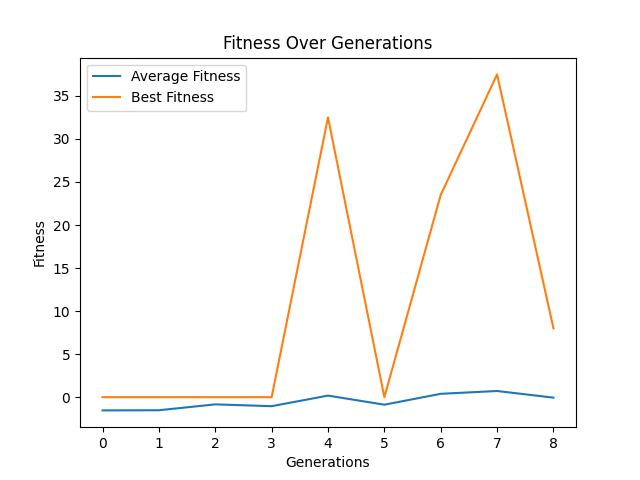 Fitness Over Generations
Average Fitness
Best Fitness
35
30
25
20
15
10
5
0
Fitness
0 1 2 3 4 5 6 7 8
Generations